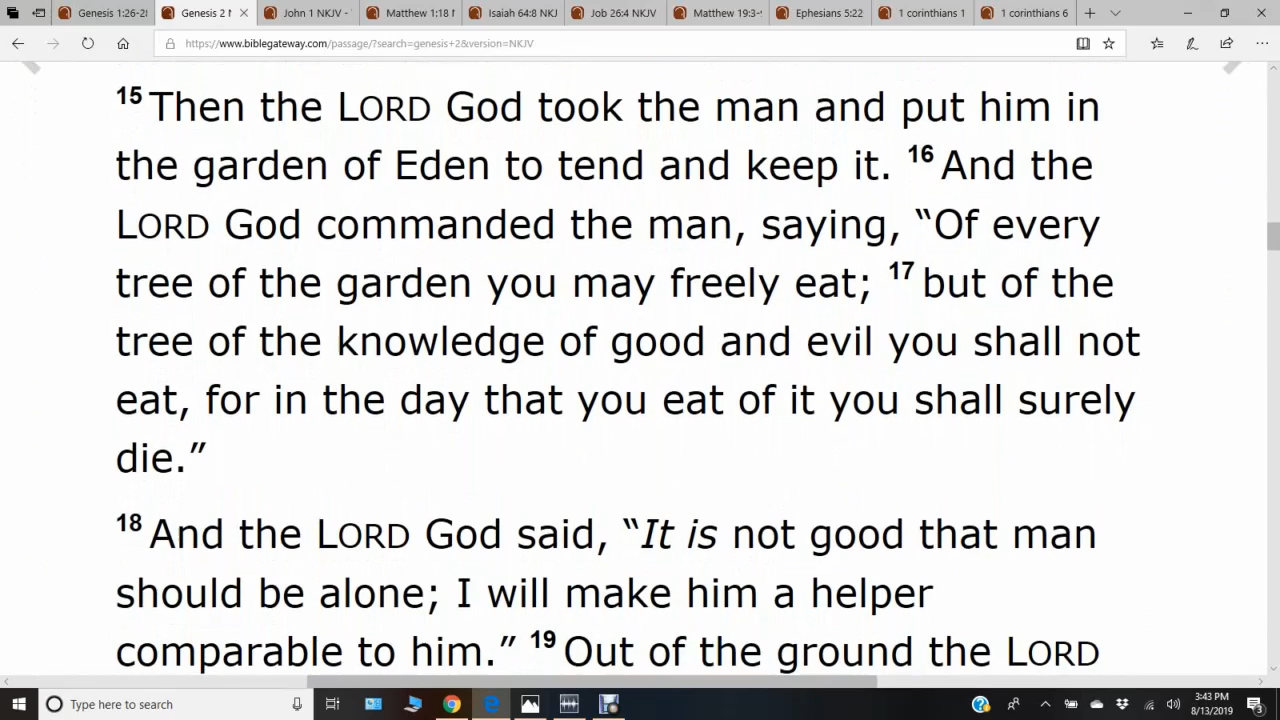 Genesis 1:26-28
Genesis 2 N
John 1 NKJV -
Matthew 1:18 N
Isaiah 64:8 NKJ
Job 26:4 NKJV
Matthew 19:3-9
Ephesians 5:22
1 corinthians 1
1 corinthians 6
https://www.biblegateway.com/passage/?search=genesis+2&version=NKJV
15 Then the LORD God took the man and put him in
the garden of Eden to tend and keep it. 16 And the
LORD God commanded the man, saying, “Of every
tree of the garden you may freely eat; 17 but of the
tree of the knowledge of good and evil you shall not
eat, for in the day that you eat of it you shall surely
die.”
18 And the LORD God said, “It is not good that man
should be alone; I will make him a helper
comparable to him.” 19 Out of the ground the LORD
Type here to search
3:43 PM
8/13/2019
3